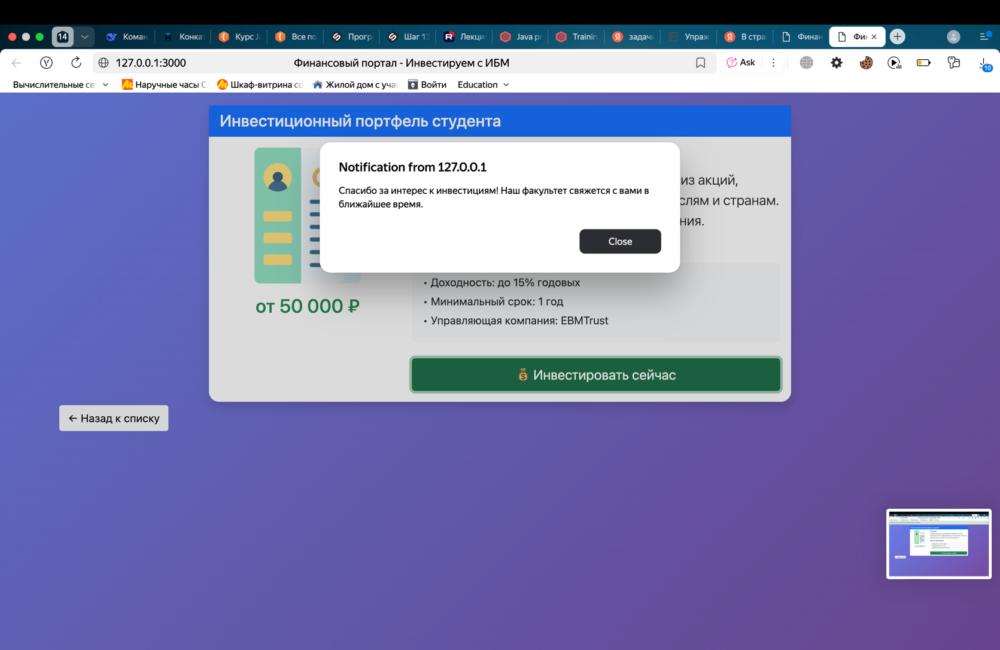 14
Коман
Конкат
Курс Ja
Все по
Прогр
Шаг 13
R Лекци
Java pr
Trainin
Я задачи
Упраж
Я В стра
Финан
Фин
127.0.0.1:3000
Финансовый портал - Инвестируем с ИБМ
Ask
10
Вычислительные се
Наручные часы С
Шкаф-витрина со
Жилой дом с учас
Войти
Education
Инвестиционный портфель студента
Notification from 127.0.0.1
Спасибо за интерес к инвестициям! Наш факультет свяжется с вами в
ближайшее время.
Close
из акций,
слям и странам.
ния.
от 50 000 ₽
• Доходность: до 15% годовых
• Минимальный срок: 1 год
• Управляющая компания: EBMTrust
💰 Инвестировать сейчас
← Назад к списку